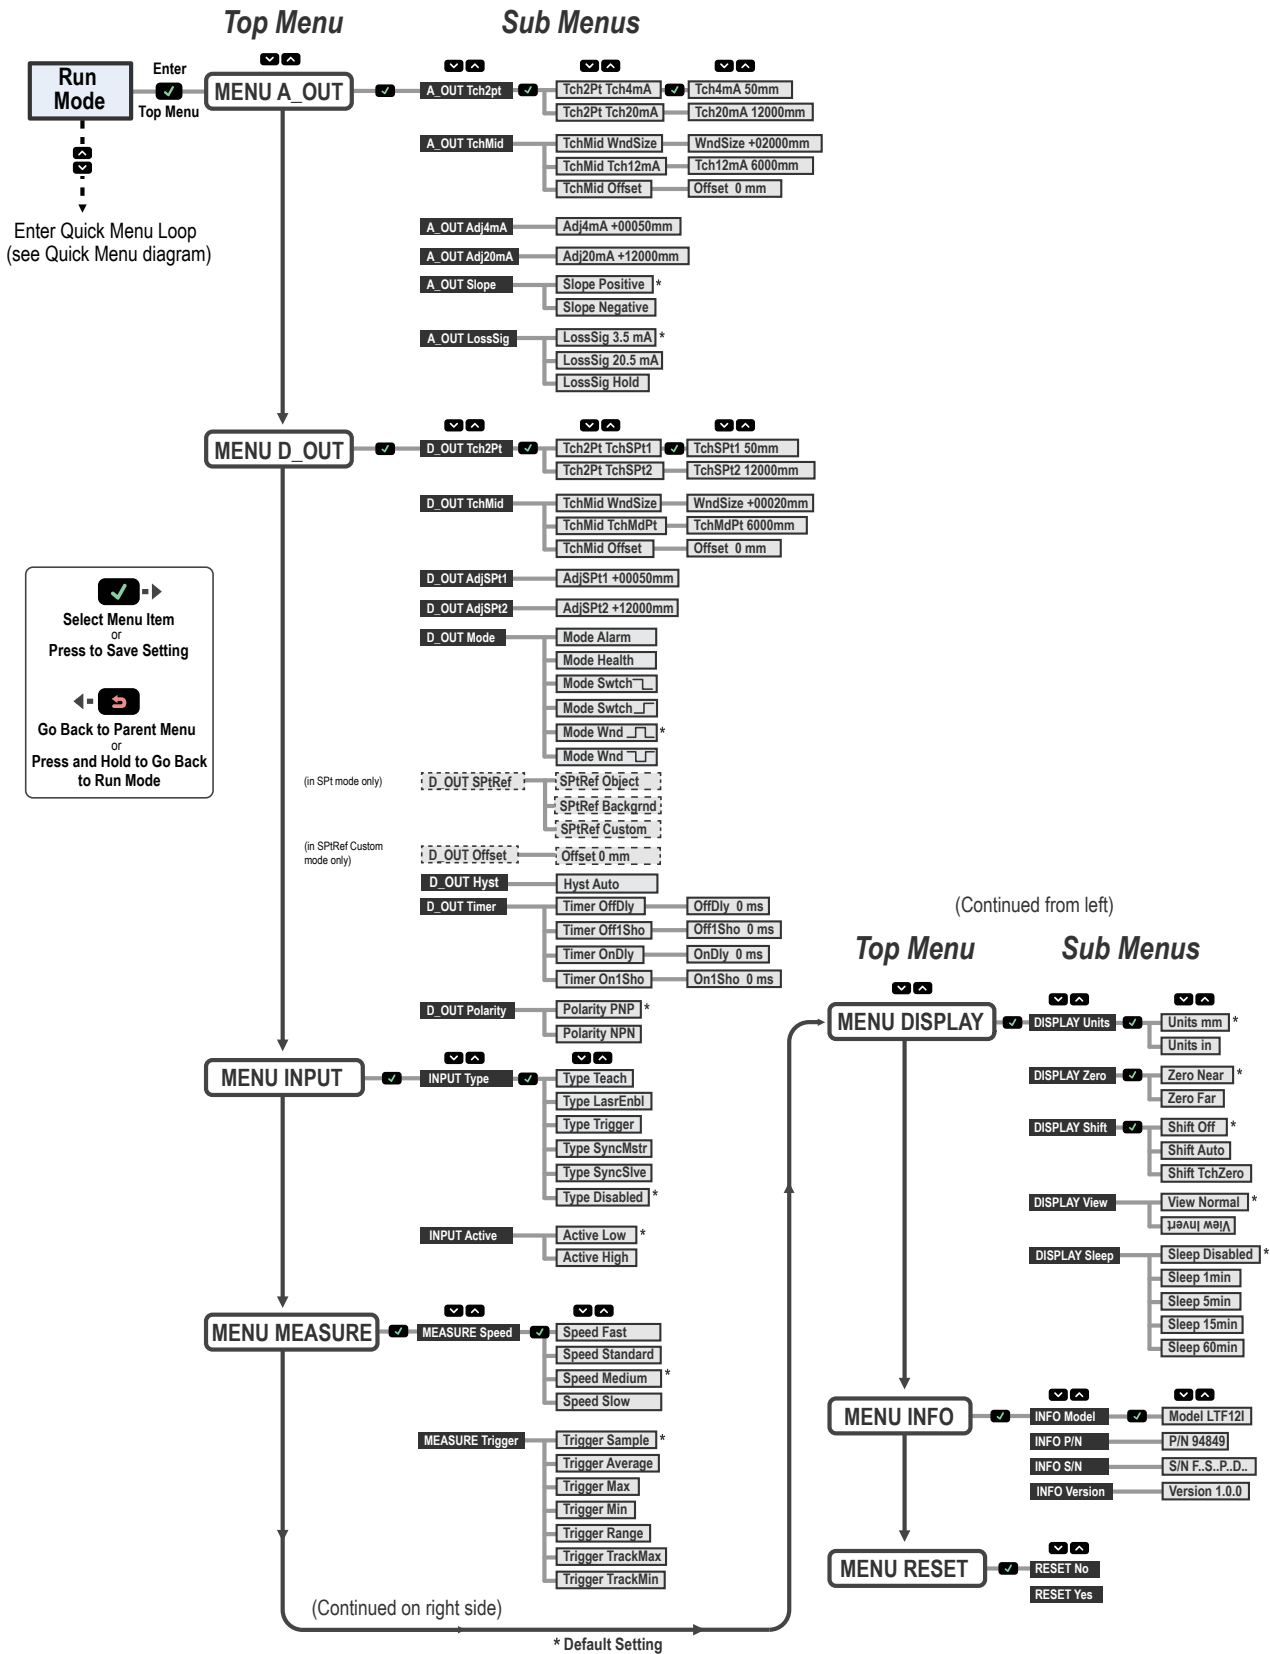 Top Menu
Sub Menus
Run
Mode
Enter
Top Menu
Enter Quick Menu Loop
(see Quick Menu diagram)
MENU A_OUT
A_OUT Tch2pt
Tch2Pt Tch4mA
Tch4mA 50mm
Tch2Pt Tch20mA
Tch20mA 12000mm
A_OUT TchMid
TchMid WndSize
WndSize +02000mm
TchMid Tch12mA
Tch12mA 6000mm
TchMid Offset
Offset 0 mm
A_OUT Adj4mA
Adj4mA +00050mm
A_OUT Adj20mA
Adj20mA +12000mm
A_OUT Slope
Slope Positive *
Slope Negative
A_OUT LossSig
LossSig 3.5 mA *
LossSig 20.5 mA
LossSig Hold
MENU D_OUT
D_OUT Tch2Pt
Tch2Pt TchSPt1
TchSPt1 50mm
Tch2Pt TchSPt2
TchSPt2 12000mm
D_OUT TchMid
TchMid WndSize
WndSize +00020mm
TchMid TchMdPt
TchMdPt 6000mm
TchMid Offset
Offset 0 mm
D_OUT AdjSPt1
AdjSPt1 +00050mm
D_OUT AdjSPt2
AdjSPt2 +12000mm
D_OUT Mode
Mode Alarm
Mode Health
Mode Swtch
Mode Swtch
Mode Wnd *
Mode Wnd
(in SPt mode only)
D_OUT SPtRef
SPtRef Object
SPtRef Backgrnd
SPtRef Custom
(in SPtRef Custom
mode only)
D_OUT Offset
Offset 0 mm
D_OUT Hyst
Hyst Auto
D_OUT Timer
Timer OffDly
OffDly 0 ms
Timer Off1Sho
Off1Sho 0 ms
Timer OnDly
OnDly 0 ms
Timer On1Sho
On1Sho 0 ms
D_OUT Polarity
Polarity PNP *
Polarity NPN
Select Menu Item
or
Press to Save Setting
Go Back to Parent Menu
or
Press and Hold to Go Back
to Run Mode
MENU INPUT
INPUT Type
Type Teach
Type LasrEnbl
Type Trigger
Type SyncMstr
Type SyncSlve
Type Disabled *
INPUT Active
Active Low *
Active High
MENU MEASURE
MEASURE Speed
Speed Fast
Speed Standard
Speed Medium *
Speed Slow
MEASURE Trigger
Trigger Sample *
Trigger Average
Trigger Max
Trigger Min
Trigger Range
Trigger TrackMax
Trigger TrackMin
(Continued on right side)
* Default Setting
(Continued from left)
Top Menu
Sub Menus
MENU DISPLAY
DISPLAY Units
Units mm *
Units in
DISPLAY Zero
Zero Near *
Zero Far
DISPLAY Shift
Shift Off *
Shift Auto
Shift TchZero
DISPLAY View
View Normal *
View Invert
DISPLAY Sleep
Sleep Disabled *
Sleep 1min
Sleep 5min
Sleep 15min
Sleep 60min
MENU INFO
INFO Model
Model LTF12I
INFO P/N
P/N 94849
INFO S/N
S/N F..S..P..D..
INFO Version
Version 1.0.0
MENU RESET
RESET No
RESET Yes